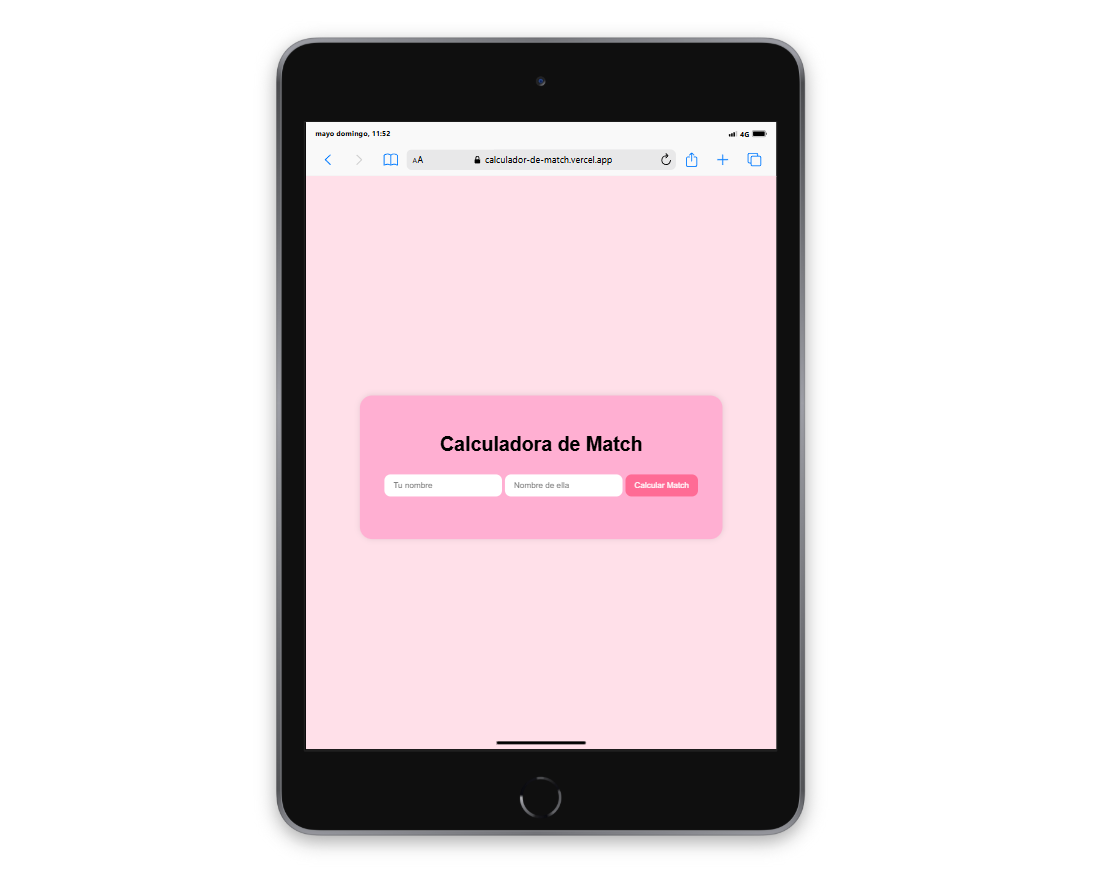 mayo domingo, 11:52
4G
AA
calculador-de-match.vercel.app
Calculadora de Match
Tu nombre
Nombre de ella
Calcular Match